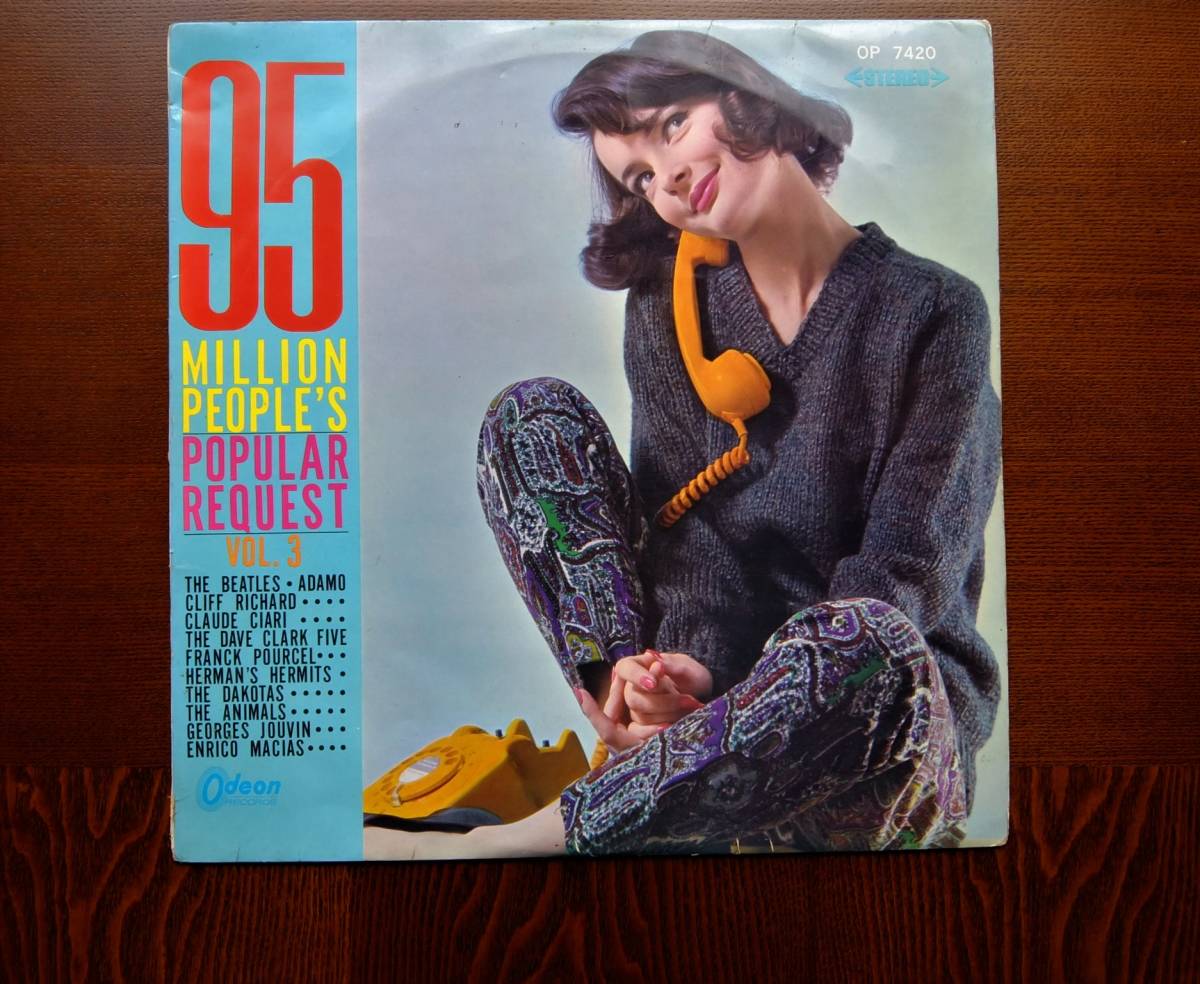 OP 7420
STEREO
95
MILLION
PEOPLE'S
POPULAR
REQUEST
VOL. 3
THE BEATLES • ADAMO
CLIFF RICHARD ••••
CLAUDE CIARI ••••
THE DAVE CLARK FIVE
FRANCK POURCEL•••
HERMAN'S HERMITS •
THE DAKOTAS •••••
THE ANIMALS•••••
GEORGES JOUVIN•••
ENRICO MACIAS••••
Odeon
RECORDS